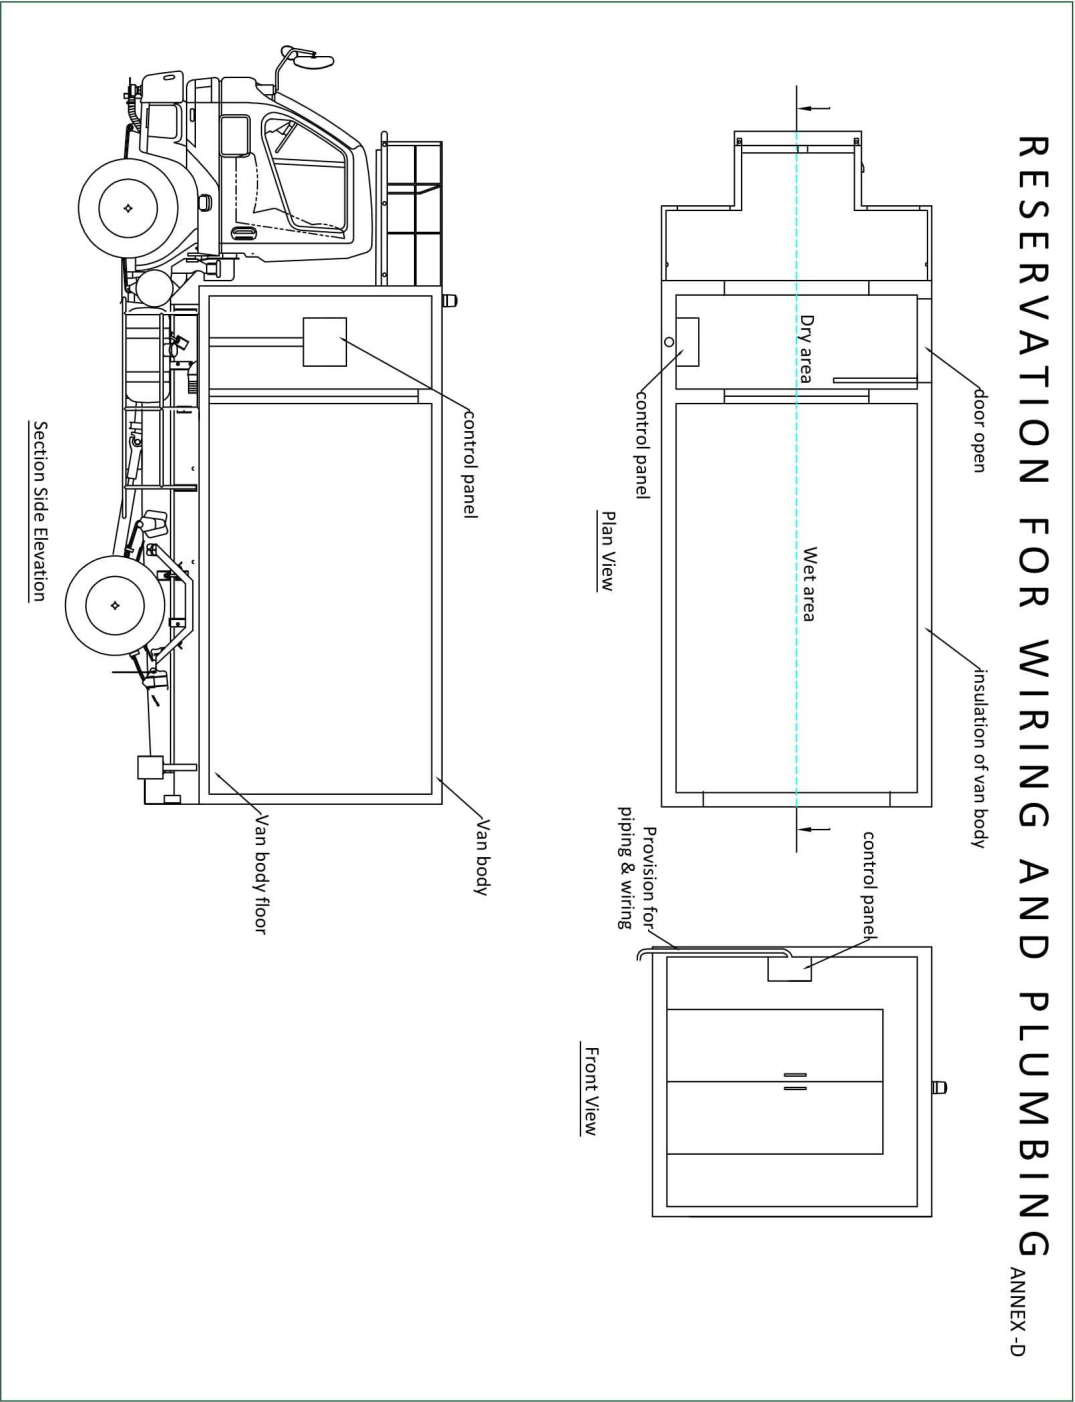 RESERVATION FOR WIRING AND PLUMBING
ANNEX -D
door open
insulation of van body
Dry area
Wet area
control panel
Plan View
control panel
Provision for
piping & wiring
Front View
control panel
Van body
Van body floor
Section Side Elevation